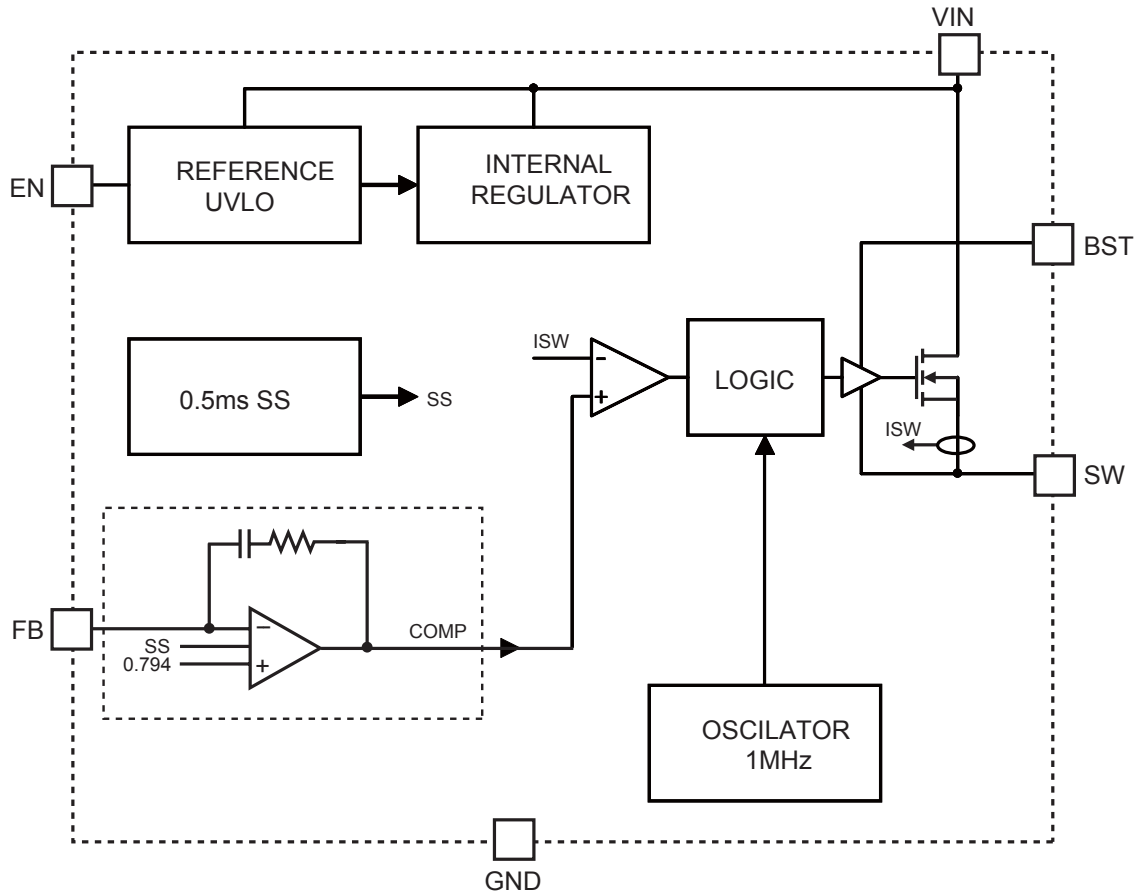 VIN
EN
REFERENCE
UVLO
INTERNAL
REGULATOR
BST
0.5ms SS
SS
ISW
-
+
LOGIC
ISW
SW
FB
SS
0.794
−
+
COMP
OSCILATOR
1MHz
GND